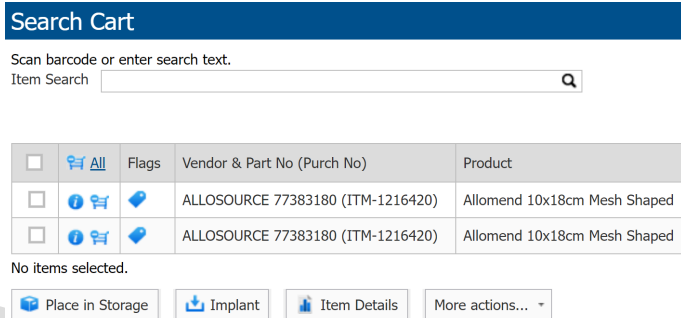 Search Cart
Scan barcode or enter search text.
Item Search
All Flags Vendor & Part No (Purch No) Product
ALLOSOURCE 77383180 (ITM-1216420) Allomend 10x18cm Mesh Shaped
ALLOSOURCE 77383180 (ITM-1216420) Allomend 10x18cm Mesh Shaped
No items selected.
Place in Storage Implant Item Details More actions...